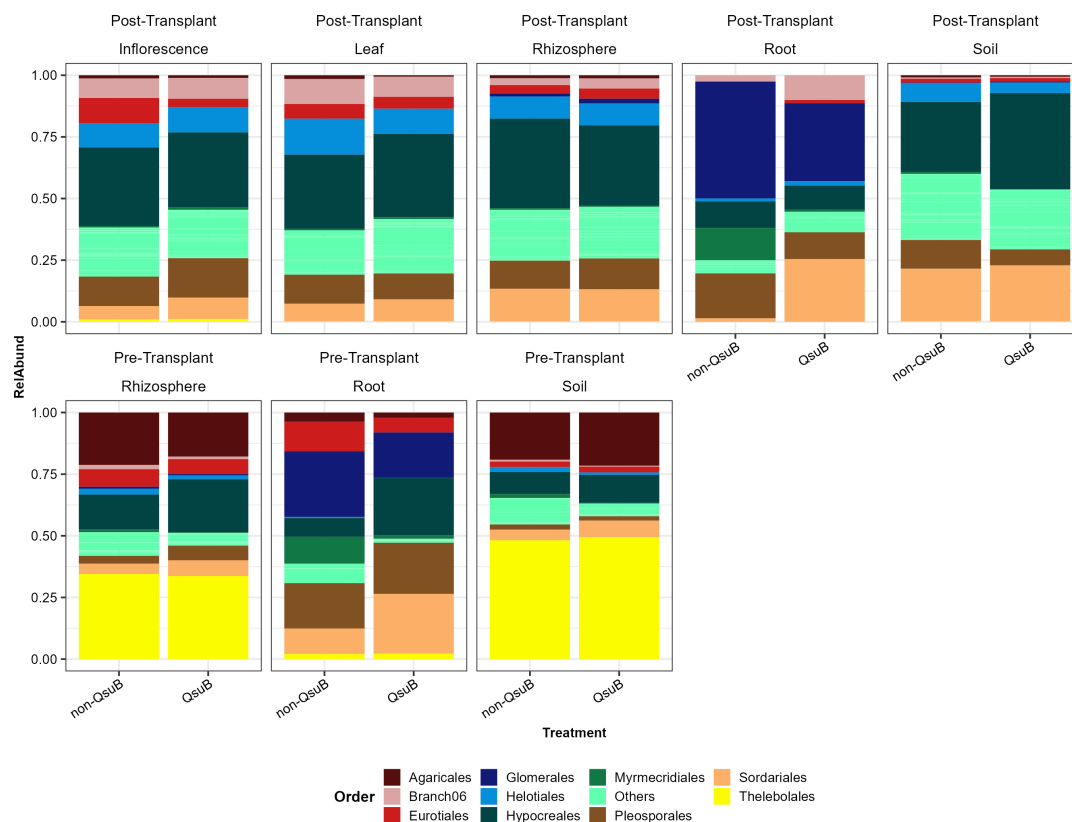 Post-Transplant Post-Transplant Post-Transplant Post-Transplant Post-Transplant
Inflorescence Leaf Rhizosphere Root Soil
1.00
0.75
0.50
0.25
0.00
non-QsuB QsuB non-QsuB QsuB
Pre-Transplant Pre-Transplant Pre-Transplant
Rhizosphere Root Soil
1.00
0.75
0.50
0.25
0.00
non-QsuB QsuB non-QsuB QsuB non-QsuB QsuB
RelAbund
Treatment
Order
Agaricales Glomerales Myrmecridiales Sordariales
Branch06 Helotiales Others Thelebolales
Eurotiales Hypocreales Pleosporales